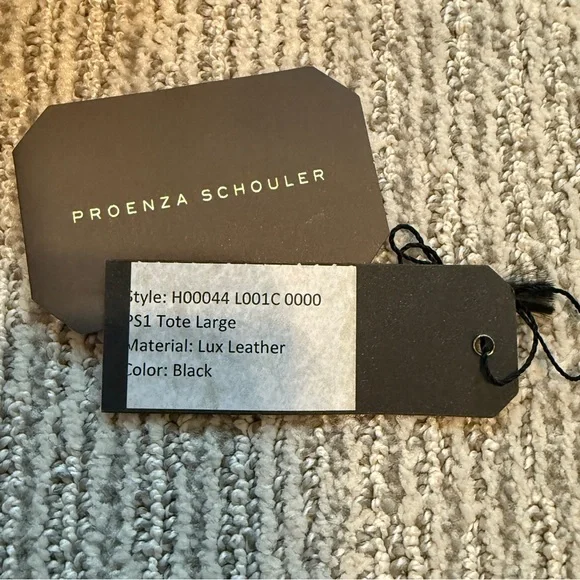 PROENZA SCHOULER
Style: H00044 L001C 0000
PS1 Tote Large
Material: Lux Leather
Color: Black